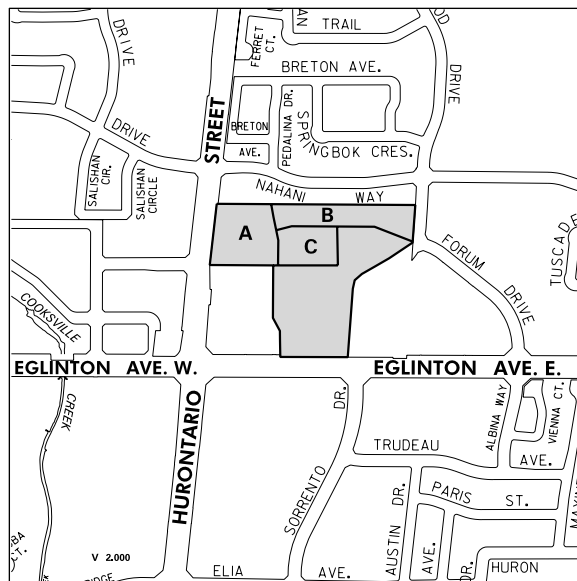 TRAIL
DRIVE
FERRET CT.
BRETON AVE.
DRIVE
STREET
BRETON
AVE.
PEDALINA DR.
SPRINGBOK CRES.
DRIVE
SALISHAN
CIR.
SALISHAN
CIRCLE
NAHANI WAY
A
B
C
FORUM DRIVE
TUSCADE
COOKSVILLE
CREEK
EGLINTON AVE. W.
EGLINTON AVE. E.
HURONTARIO
SORRENTO DR.
TRUDEAU
AVE.
ALBINA WAY
VIENNA CT.
PARIS ST.
AUSTIN DR.
AVE.
DR.
HURON
V 2.000
ELIA AVE.